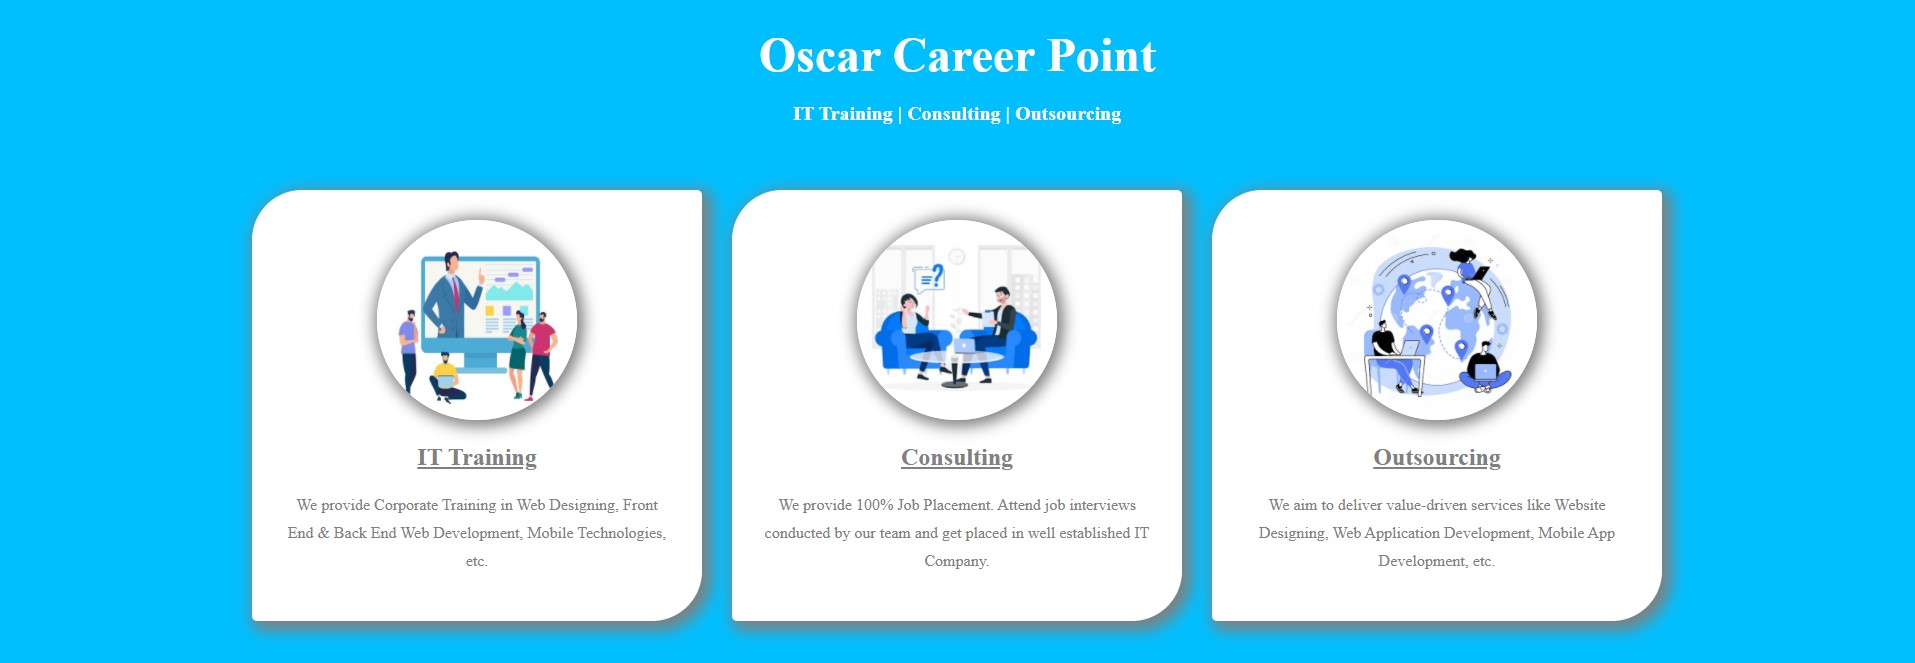 Oscar Career Point
IT Training | Consulting | Outsourcing
IT Training
We provide Corporate Training in Web Designing, Front
End & Back End Web Development, Mobile Technologies,
etc.
?
Consulting
We provide 100% Job Placement. Attend job interviews
conducted by our team and get placed in well established IT
Company.
Outsourcing
We aim to deliver value-driven services like Website
Designing, Web Application Development, Mobile App
Development, etc.